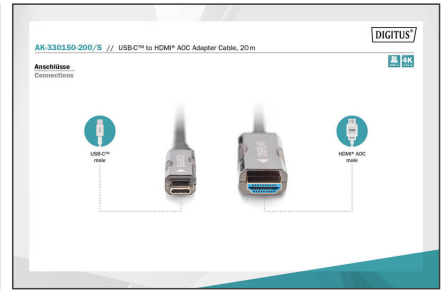 DIGITUS®
AK-330150-200/S // USB-C™ to HDMI® AOC Adapter Cable, 20 m
4K
Anschlüsse
Connections
USB-C™
male
HDMI® AOC
male
DISPLAY